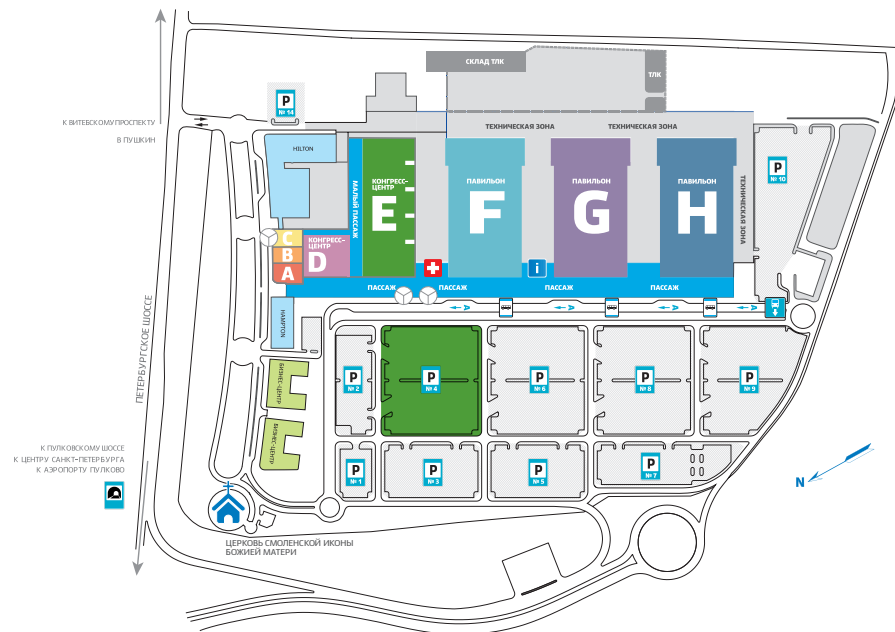 СКЛАД ТЛК
ТЛК
P
№ 14
К ВИТЕБСКОМУ ПРОСПЕКТУ
В ПУШКИН
ТЕХНИЧЕСКАЯ ЗОНА
ТЕХНИЧЕСКАЯ ЗОНА
HILTON
МАЛЫЙ ПАССАЖ
КОНГРЕСС–
ЦЕНТР
E
ПАВИЛЬОН
F
ПАВИЛЬОН
G
ПАВИЛЬОН
H
ТЕХНИЧЕСКАЯ ЗОНА
P
№ 10
C
B
A
КОНГРЕСС–
ЦЕНТР
D
i
ПАССАЖ
ПАССАЖ
ПАССАЖ
ПАССАЖ
HAMPTON
A
A
A
A
ПЕТЕРБУРГСКОЕ ШОССЕ
БИЗНЕС–ЦЕНТР
БИЗНЕС–ЦЕНТР
P
№ 2
P
№ 4
P
№ 6
P
№ 8
P
№ 9
К ПУЛКОВСКОМУ ШОССЕ
К ЦЕНТРУ САНКТ–ПЕТЕРБУРГА
К АЭРОПОРТУ ПУЛКОВО
P
№ 1
P
№ 3
P
№ 5
P
№ 7
N
ЦЕРКОВЬ СМОЛЕНСКОЙ ИКОНЫ
БОЖИЕЙ МАТЕРИ